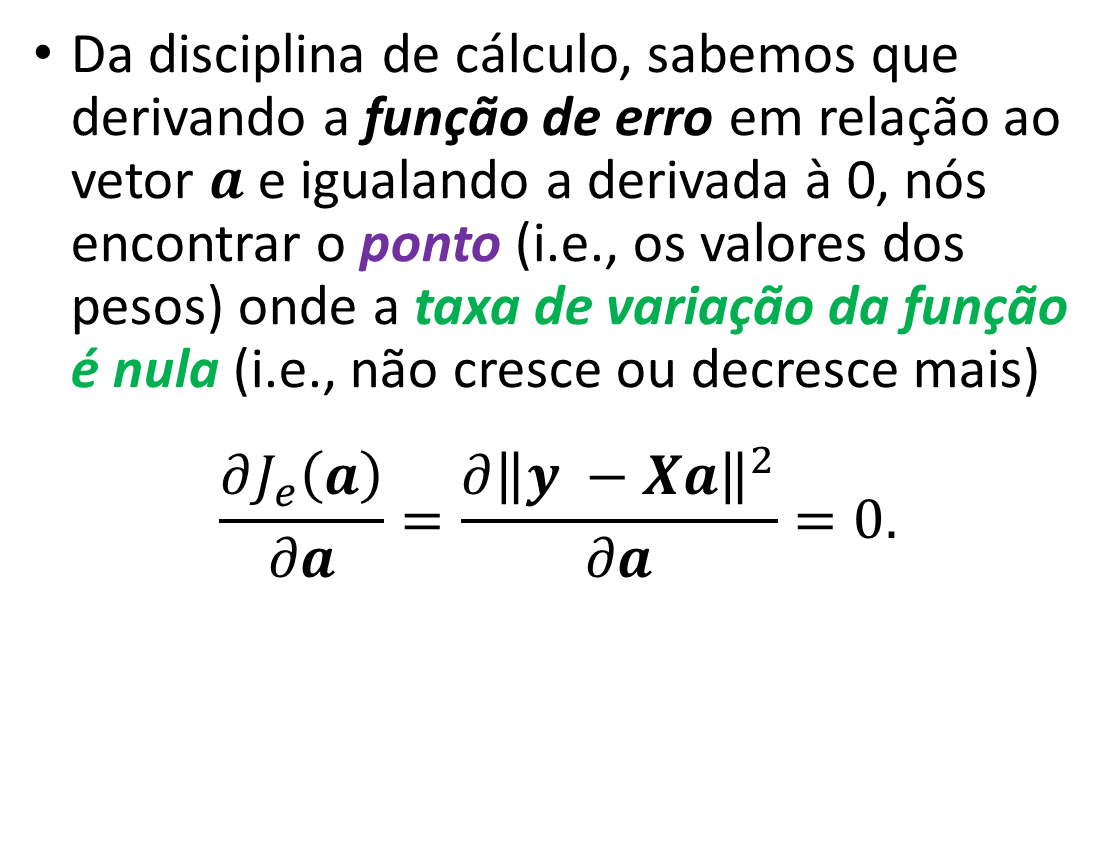 • Da disciplina de cálculo, sabemos que
derivando a função de erro em relação ao
vetor a e igualando a derivada à 0, nós
encontrar o ponto (i.e., os valores dos
pesos) onde a taxa de variação da função
é nula (i.e., não cresce ou decresce mais)
∂Jₑ(a)/∂a = ∂‖y − Xa‖²/∂a = 0.